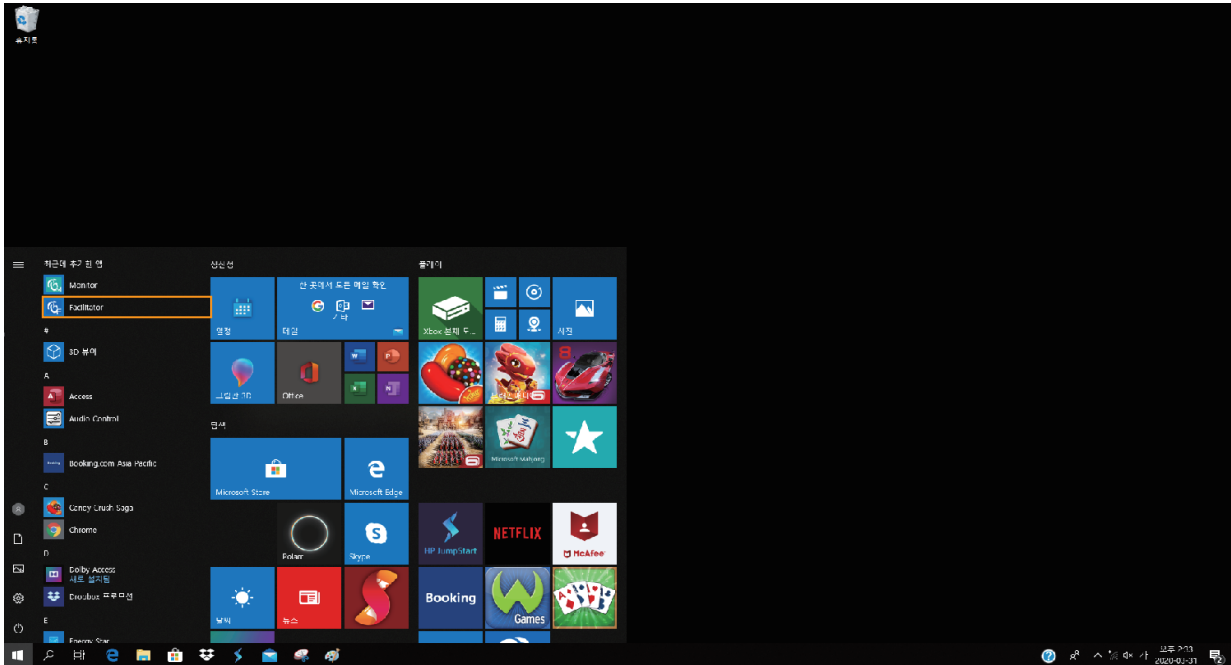 휴지통
최근에 추가한 앱
Monitor
Facilitator
#
3D 뷰어
A
Access
Audio Control
B
Booking.com Asia Pacific
C
Candy Crush Saga
Chrome
D
Dolby Access
새로 설치됨
Dropbox 프로모션
E
Energy Star
생산성
일정
한 곳에서 모든 메일 확인
기타
메일
그림판 3D
Office
탐색
Microsoft Store
Microsoft Edge
Polarr
Skype
날씨
뉴스
플레이
Xbox 본체 도...
사진
Microsoft Mahjong
HP JumpStart
NETFLIX
McAfee
Booking
Games
오후 2:33
2020-03-31